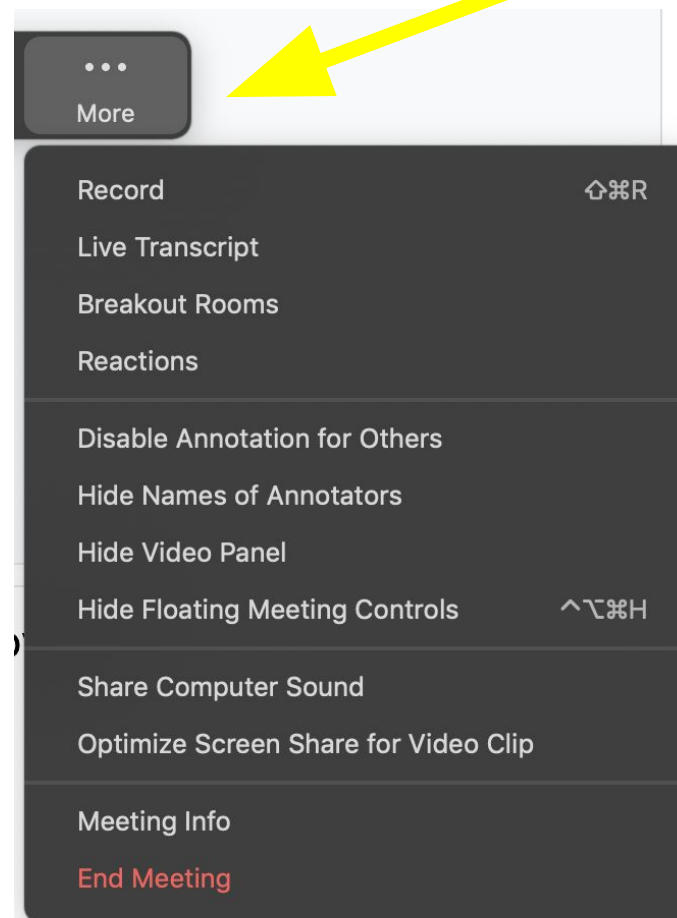 More
Record ⇧⌘R
Live Transcript
Breakout Rooms
Reactions
Disable Annotation for Others
Hide Names of Annotators
Hide Video Panel
Hide Floating Meeting Controls ^⌥⌘H
Share Computer Sound
Optimize Screen Share for Video Clip
Meeting Info
End Meeting